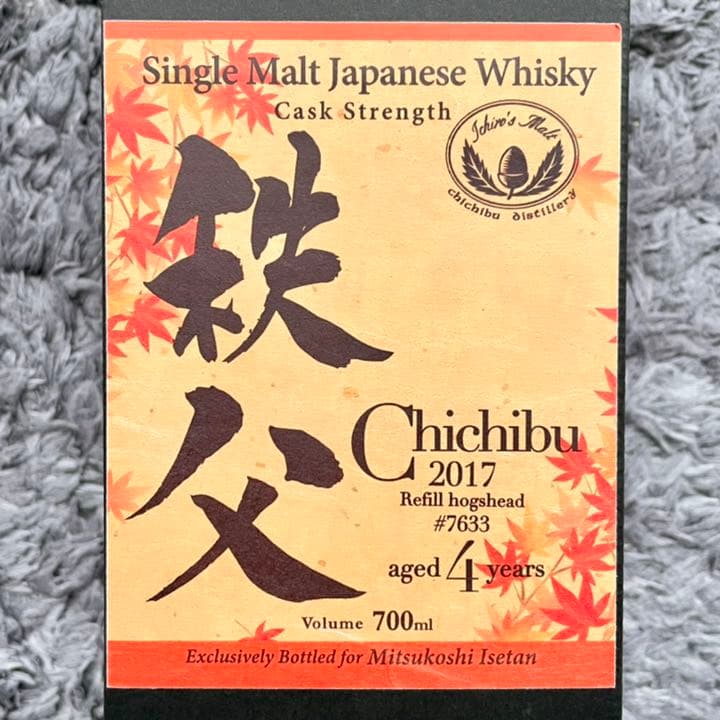 Single Malt Japanese Whisky
Cask Strength
Ichiro's Malt
chichibu distillery
秩父
Chichibu
2017
Refill hogshead
#7633
aged 4 years
Volume 700ml
Exclusively Bottled for Mitsukoshi Isetan